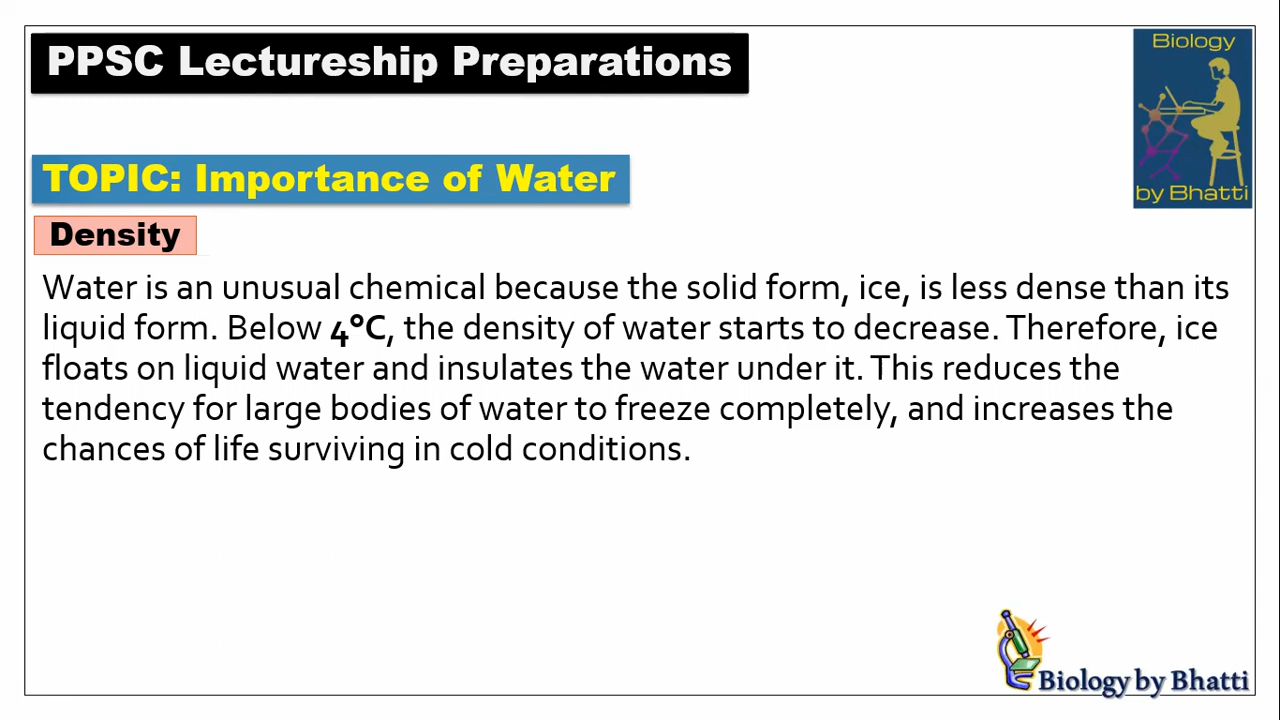 Biology
PPSC Lectureship Preparations
by Bhatti
TOPIC: Importance of Water
Density
Water is an unusual chemical because the solid form, ice, is less dense than its
liquid form. Below 4°C, the density of water starts to decrease. Therefore, ice
floats on liquid water and insulates the water under it. This reduces the
tendency for large bodies of water to freeze completely, and increases the
chances of life surviving in cold conditions.
Biology by Bhatti